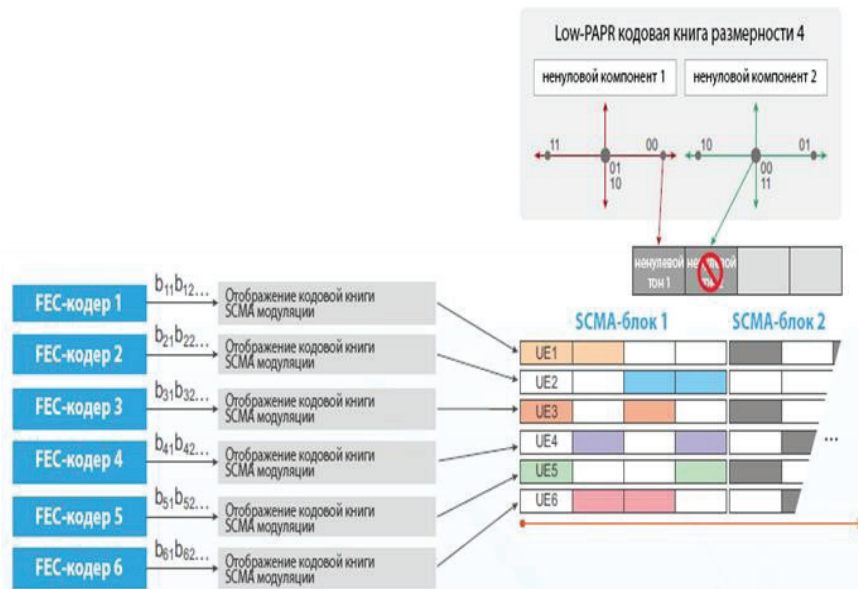 Low-PAPR кодовая книга размерности 4
ненуловой компонент 1
ненуловой компонент 2
11
00
01
10
10
01
00
11
ненулевой
тон 1
SCMA-блок 1
SCMA-блок 2
FEC-кодер 1
b11b12...
Отображение кодовой книги
SCMA модуляции
UE1
FEC-кодер 2
b21b22...
Отображение кодовой книги
SCMA модуляции
UE2
FEC-кодер 3
b31b32...
Отображение кодовой книги
SCMA модуляции
UE3
FEC-кодер 4
b41b42...
Отображение кодовой книги
SCMA модуляции
UE4
...
FEC-кодер 5
b51b52...
Отображение кодовой книги
SCMA модуляции
UE5
FEC-кодер 6
b61b62...
Отображение кодовой книги
SCMA модуляции
UE6